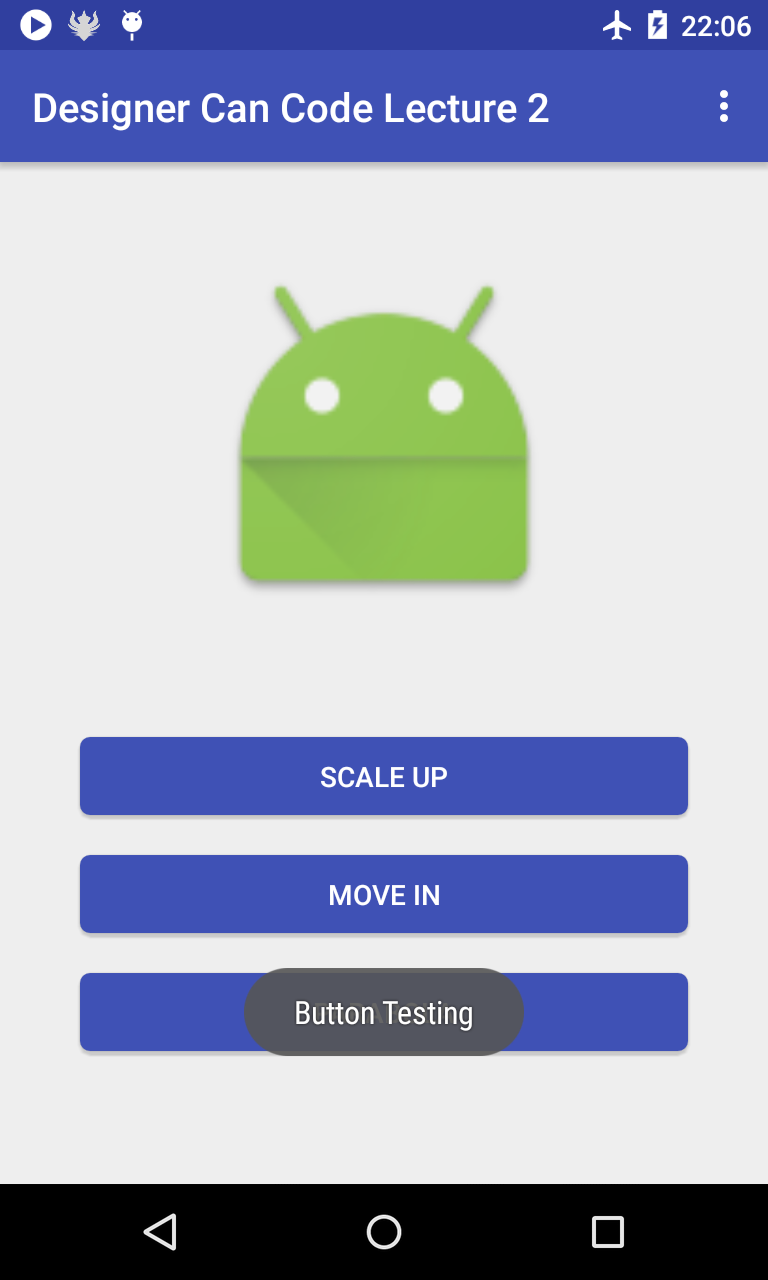 22:06
Designer Can Code Lecture 2
SCALE UP
MOVE IN
Button Testing